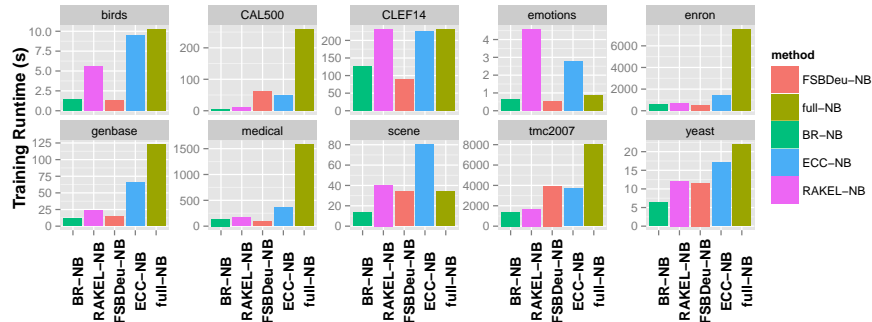 birds CAL500 CLEF14 emotions enron
Training Runtime (s)
10.0
7.5
5.0
2.5
0.0
200
100
0
200
150
100
50
0
4
3
2
1
0
6000
4000
2000
0
genbase medical scene tmc2007 yeast
125
100
75
50
25
0
1500
1000
500
0
80
60
40
20
0
8000
6000
4000
2000
0
20
15
10
5
0
BR−NB
RAKEL−NB
FSBDeu−NB
ECC−NB
full−NB
BR−NB
RAKEL−NB
FSBDeu−NB
ECC−NB
full−NB
BR−NB
RAKEL−NB
FSBDeu−NB
ECC−NB
full−NB
BR−NB
RAKEL−NB
FSBDeu−NB
ECC−NB
full−NB
BR−NB
RAKEL−NB
FSBDeu−NB
ECC−NB
full−NB
method
FSBDeu−NB
full−NB
BR−NB
ECC−NB
RAKEL−NB